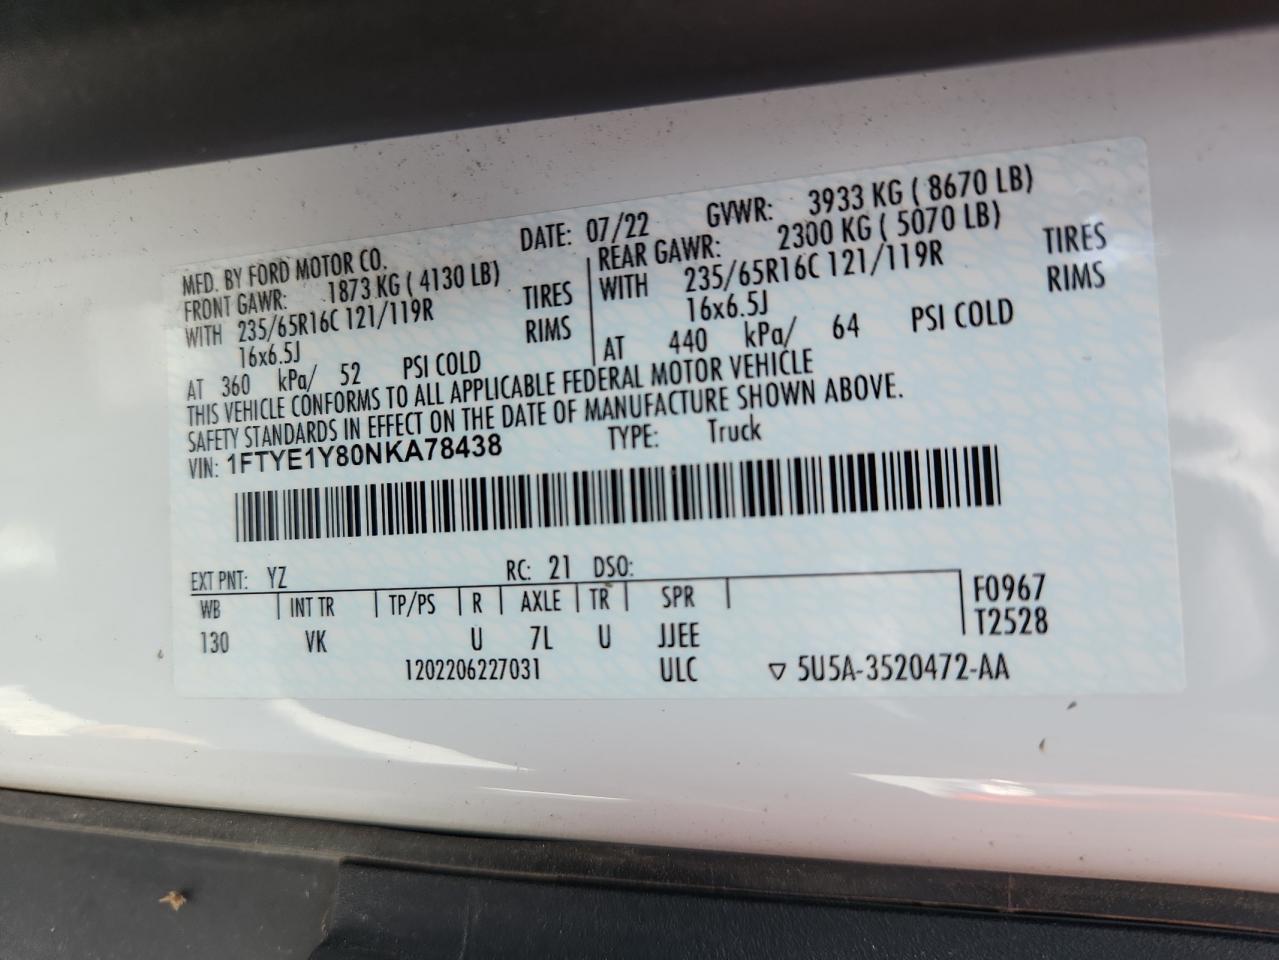 MFD. BY FORD MOTOR CO. DATE: 07/22 GVWR: 3933 KG ( 8670 LB)
FRONT GAWR: 1873 KG ( 4130 LB)
WITH 235/65R16C 121/119R TIRES
16x6.5J RIMS
AT 360 kPa/ 52 PSI COLD
REAR GAWR: 2300 KG ( 5070 LB)
WITH 235/65R16C 121/119R TIRES
16x6.5J RIMS
AT 440 kPa/ 64 PSI COLD
THIS VEHICLE CONFORMS TO ALL APPLICABLE FEDERAL MOTOR VEHICLE
SAFETY STANDARDS IN EFFECT ON THE DATE OF MANUFACTURE SHOWN ABOVE.
VIN: 1FTYE1Y80NKA78438 TYPE: Truck
EXT PNT: YZ RC: 21 DSO:
WB INT TR TP/PS R AXLE TR SPR F0967
T2528
130 VK U 7L U JJEE
1202206227031 ULC ▽ 5U5A-3520472-AA